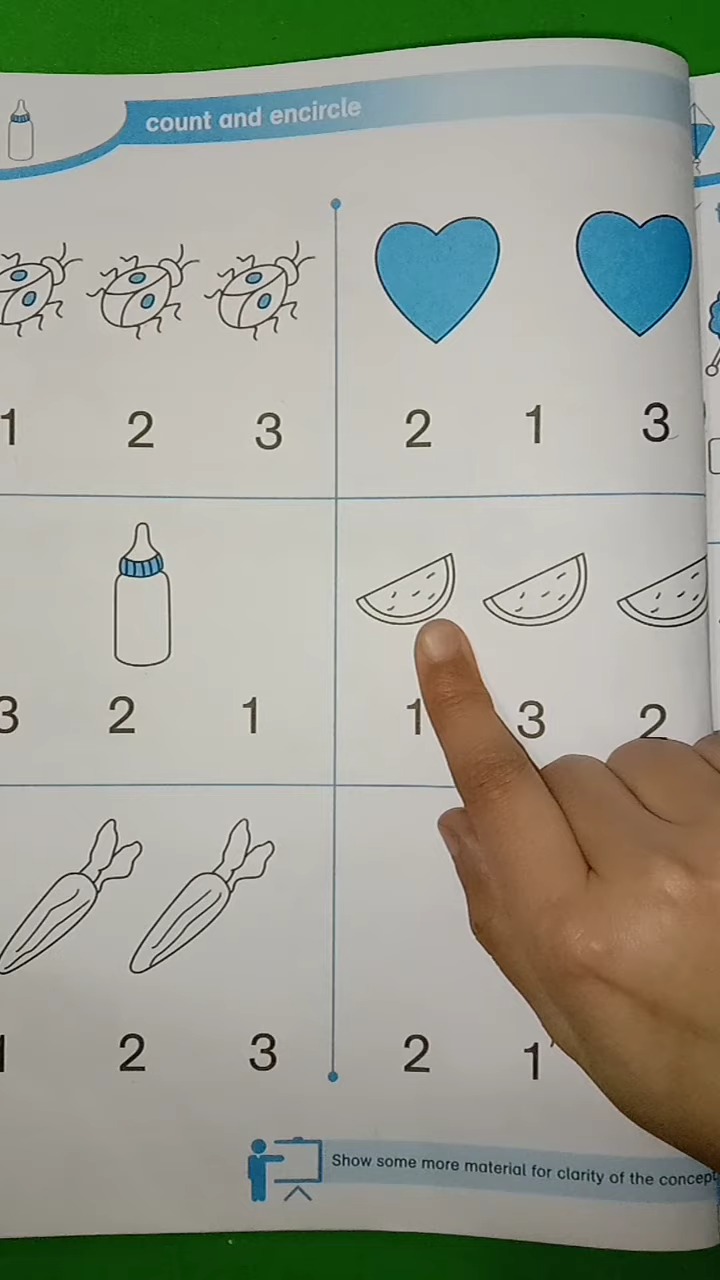 count and encircle
1 2 3
2 1 3
3 2 1
1 3 2
1 2 3
2 1
Show some more material for clarity of the concept